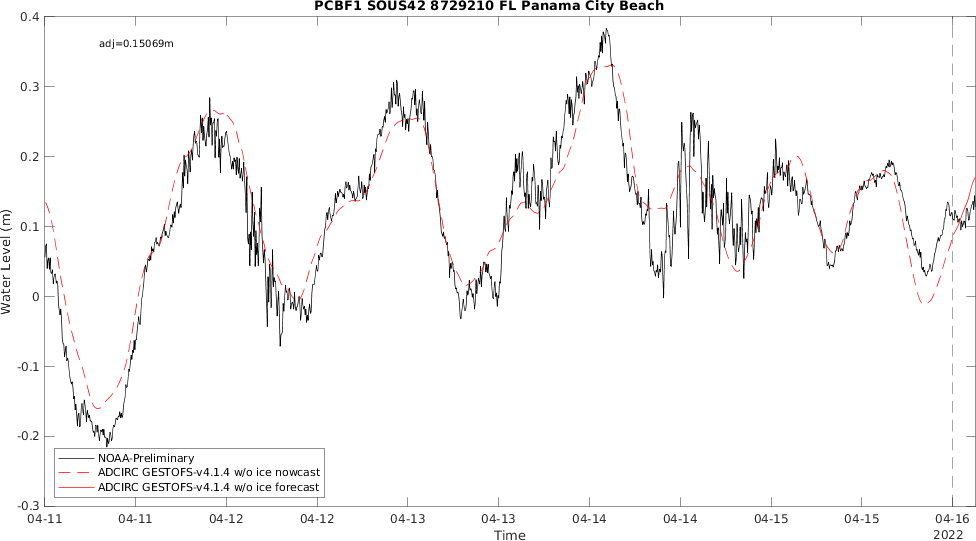 PCBF1 SOUS42 8729210 FL Panama City Beach
adj=0.15069m
0.4
0.3
0.2
0.1
0
-0.1
-0.2
-0.3
Water Level (m)
NOAA-Preliminary
ADCIRC GESTOFS-v4.1.4 w/o ice nowcast
ADCIRC GESTOFS-v4.1.4 w/o ice forecast
04-11 04-11 04-12 04-12 04-13 04-13 04-14 04-14 04-15 04-15 04-16
Time
2022